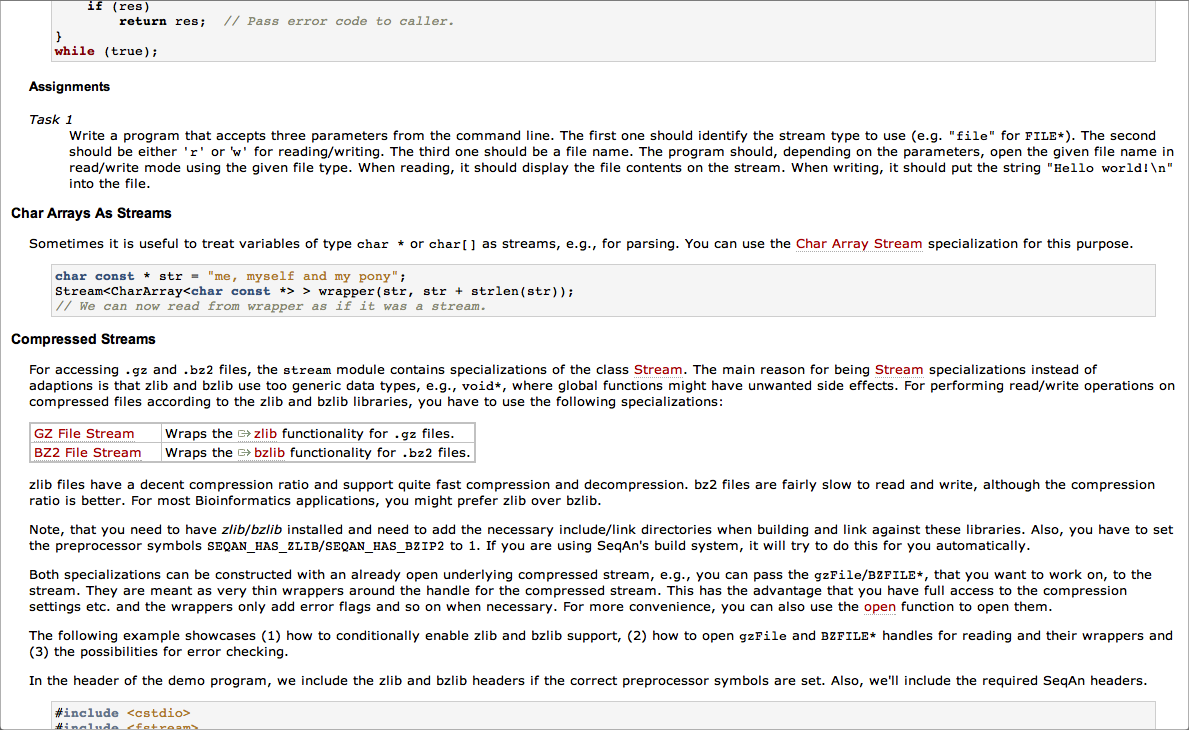 if (res)
return res;  // Pass error code to caller.
}
while (true);
Assignments
Task 1
Write a program that accepts three parameters from the command line. The first one should identify the stream type to use (e.g. "file" for FILE*). The second
should be either 'r' or 'w' for reading/writing. The third one should be a file name. The program should, depending on the parameters, open the given file name in
read/write mode using the given file type. When reading, it should display the file contents on the stream. When writing, it should put the string "Hello world!\n"
into the file.
Char Arrays As Streams
Sometimes it is useful to treat variables of type char * or char[] as streams, e.g., for parsing. You can use the Char Array Stream specialization for this purpose.
char const * str = "me, myself and my pony";
Stream<CharArray<char const *> > wrapper(str, str + strlen(str));
// We can now read from wrapper as if it was a stream.
Compressed Streams
For accessing .gz and .bz2 files, the stream module contains specializations of the class Stream. The main reason for being Stream specializations instead of
adaptions is that zlib and bzlib use too generic data types, e.g., void*, where global functions might have unwanted side effects. For performing read/write operations on
compressed files according to the zlib and bzlib libraries, you have to use the following specializations:
GZ File Stream Wraps the zlib functionality for .gz files.
BZ2 File Stream Wraps the bzlib functionality for .bz2 files.
zlib files have a decent compression ratio and support quite fast compression and decompression. bz2 files are fairly slow to read and write, although the compression
ratio is better. For most Bioinformatics applications, you might prefer zlib over bzlib.
Note, that you need to have zlib/bzlib installed and need to add the necessary include/link directories when building and link against these libraries. Also, you have to set
the preprocessor symbols SEQAN_HAS_ZLIB/SEQAN_HAS_BZIP2 to 1. If you are using SeqAn's build system, it will try to do this for you automatically.
Both specializations can be constructed with an already open underlying compressed stream, e.g., you can pass the gzFile/BZFILE*, that you want to work on, to the
stream. They are meant as very thin wrappers around the handle for the compressed stream. This has the advantage that you have full access to the compression
settings etc. and the wrappers only add error flags and so on when necessary. For more convenience, you can also use the open function to open them.
The following example showcases (1) how to conditionally enable zlib and bzlib support, (2) how to open gzFile and BZFILE* handles for reading and their wrappers and
(3) the possibilities for error checking.
In the header of the demo program, we include the zlib and bzlib headers if the correct preprocessor symbols are set. Also, we'll include the required SeqAn headers.
#include <cstdio>
#include <fstream>